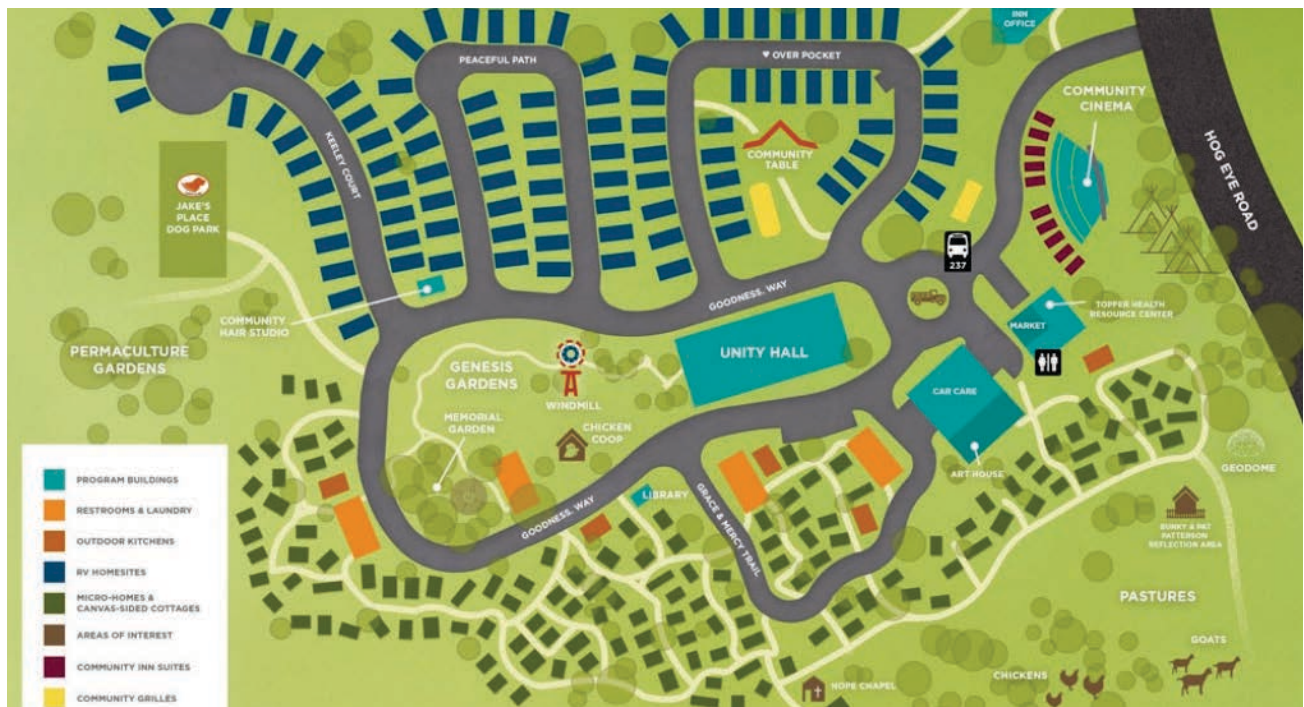 INN
OFFICE
PEACEFUL PATH
♥ OVER POCKET
COMMUNITY
CINEMA
HOG EYE ROAD
KEELEY COURT
COMMUNITY
TABLE
JAKE'S
PLACE
DOG PARK
237
GOODNESS. WAY
TOPFER HEALTH
RESOURCE CENTER
MARKET
COMMUNITY
HAIR STUDIO
UNITY HALL
PERMACULTURE
GARDENS
GENESIS
GARDENS
WINDMILL
CAR CARE
MEMORIAL
GARDEN
CHICKEN
COOP
GEODOME
ART HOUSE
LIBRARY
GOODNESS. WAY
GRACE & MERCY TRAIL
BUNKY & PAT
PATTERSON
REFLECTION AREA
PASTURES
GOATS
CHICKENS
HOPE CHAPEL
PROGRAM BUILDINGS
RESTROOMS & LAUNDRY
OUTDOOR KITCHENS
RV HOMESITES
MICRO-HOMES &
CANVAS-SIDED COTTAGES
AREAS OF INTEREST
COMMUNITY INN SUITES
COMMUNITY GRILLES